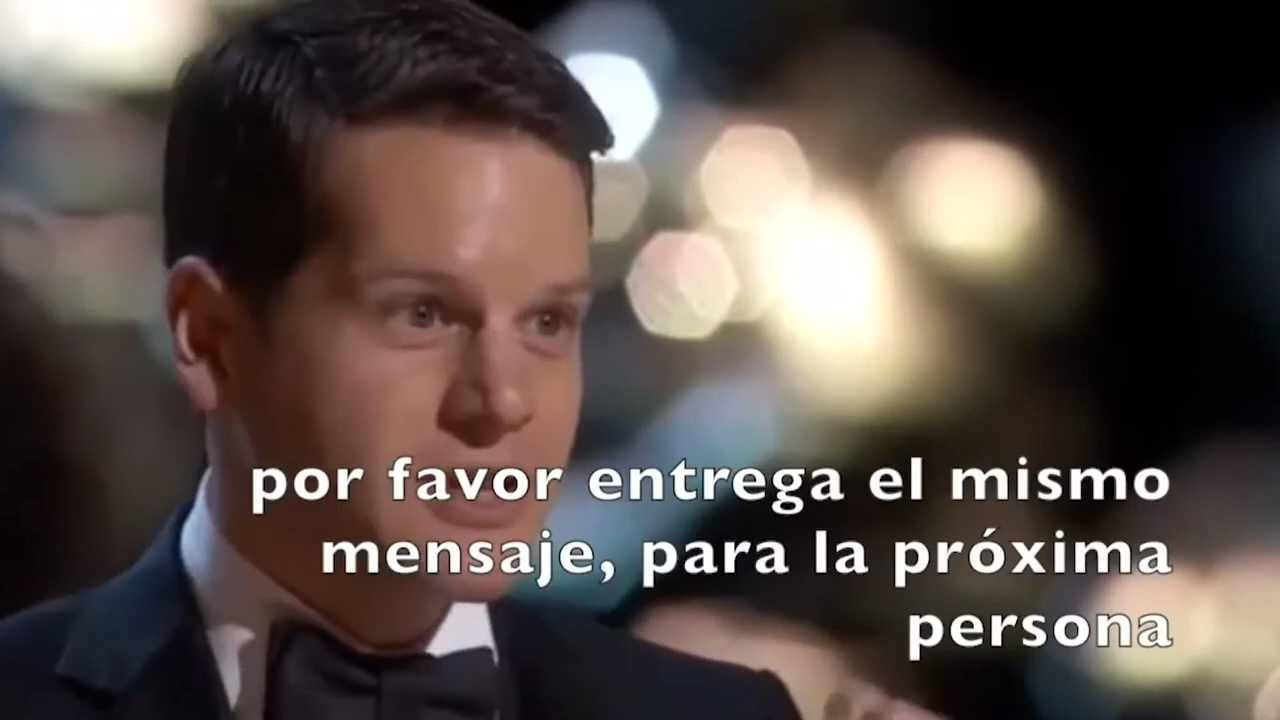 por favor entrega el mismo
mensaje, para la próxima
persona